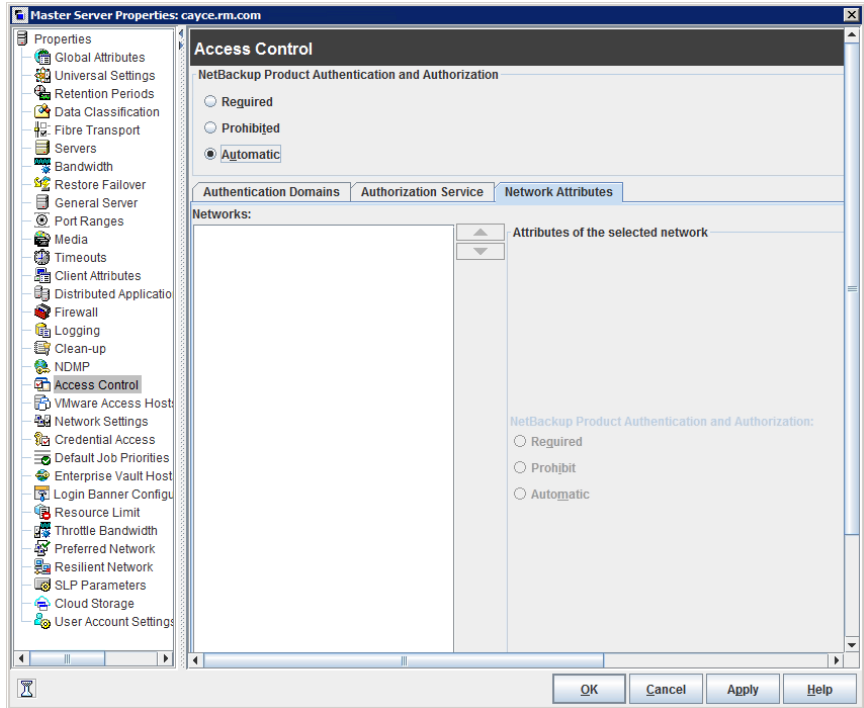 Master Server Properties: cayce.rm.com
Properties
Global Attributes
Universal Settings
Retention Periods
Data Classification
Fibre Transport
Servers
Bandwidth
Restore Failover
General Server
Port Ranges
Media
Timeouts
Client Attributes
Distributed Applicatio
Firewall
Logging
Clean-up
NDMP
Access Control
VMware Access Hosts
Network Settings
Credential Access
Default Job Priorities
Enterprise Vault Host
Login Banner Configu
Resource Limit
Throttle Bandwidth
Preferred Network
Resilient Network
SLP Parameters
Cloud Storage
User Account Settings
Access Control
NetBackup Product Authentication and Authorization
Required
Prohibited
Automatic
Authentication Domains Authorization Service Network Attributes
Networks:
Attributes of the selected network
NetBackup Product Authentication and Authorization:
Required
Prohibit
Automatic
OK Cancel Apply Help